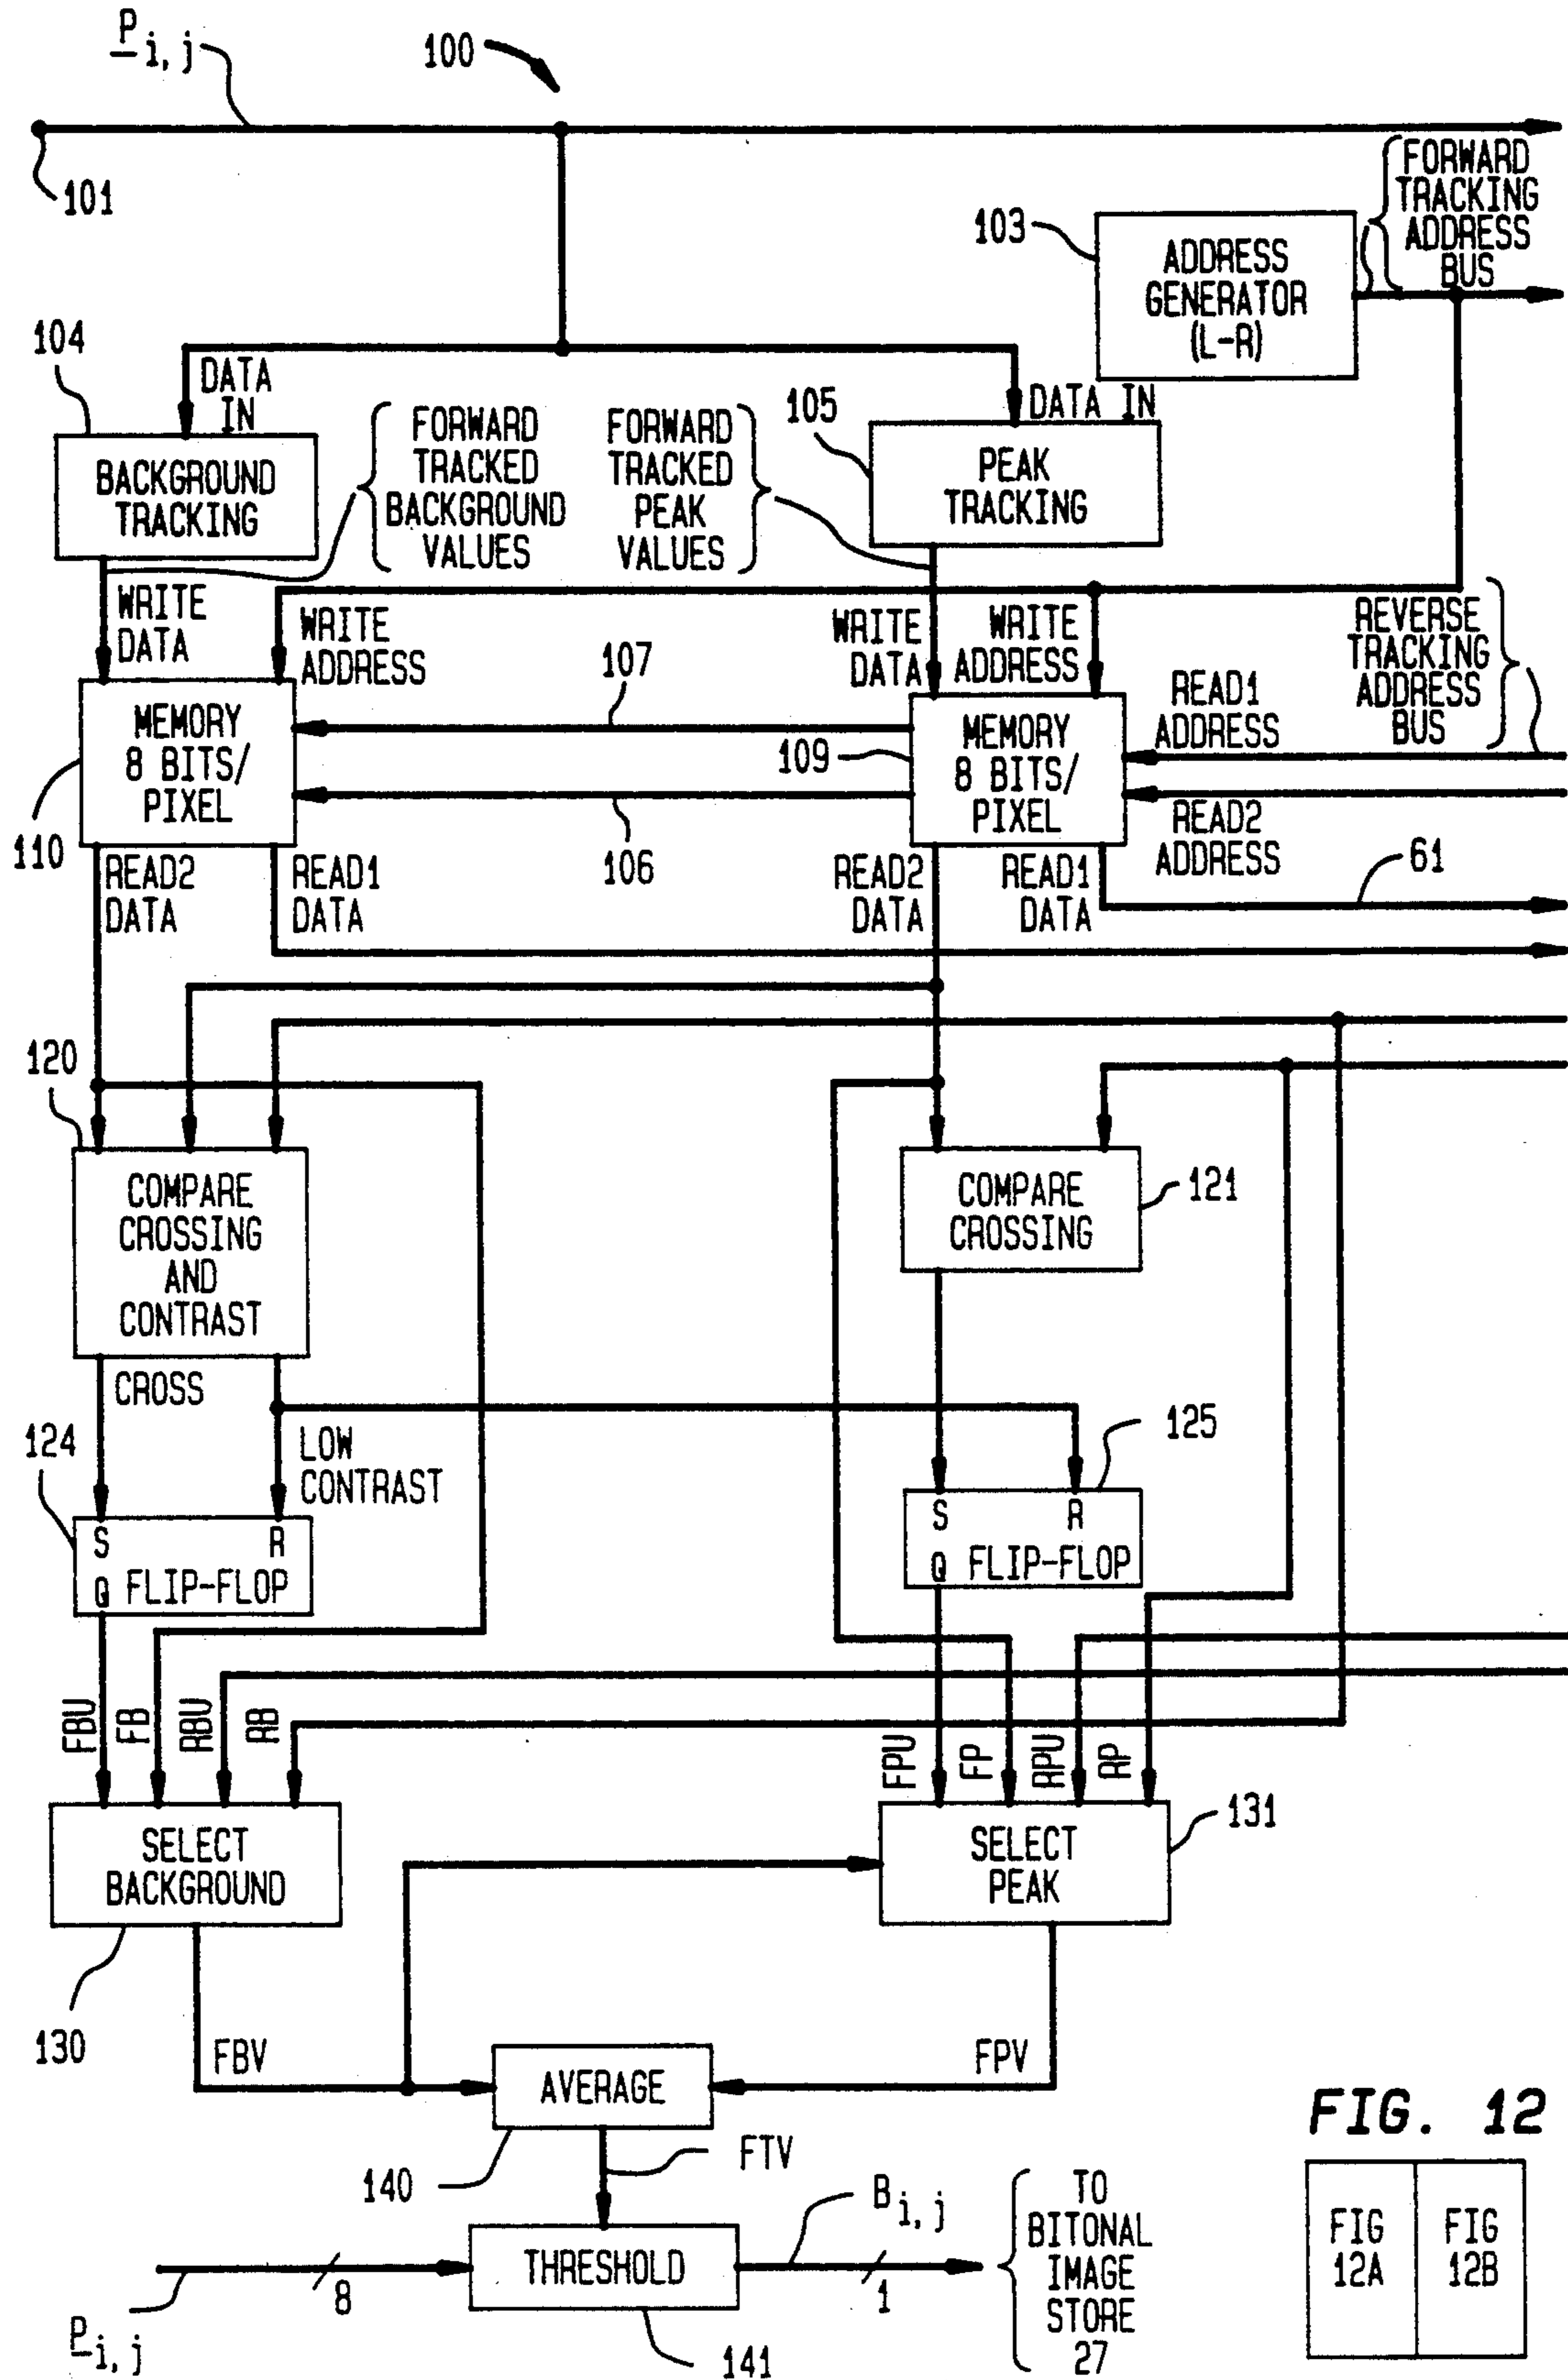 P i, j
100
101
103
ADDRESS
GENERATOR
(L-R)
FORWARD
TRACKING
ADDRESS
BUS
104
DATA
IN
BACKGROUND
TRACKING
FORWARD
TRACKED
BACKGROUND
VALUES
FORWARD
TRACKED
PEAK
VALUES
105
DATA IN
PEAK
TRACKING
WRITE
DATA
WRITE
ADDRESS
WRITE
DATA
WRITE
ADDRESS
REVERSE
TRACKING
ADDRESS
BUS
107
READ1
ADDRESS
MEMORY
8 BITS/
PIXEL
109
MEMORY
8 BITS/
PIXEL
110
106
READ2
ADDRESS
READ2
DATA
READ1
DATA
READ2
DATA
READ1
DATA
61
120
COMPARE
CROSSING
AND
CONTRAST
COMPARE
CROSSING
121
CROSS
124
LOW
CONTRAST
125
S R
Q FLIP-FLOP
S R
Q FLIP-FLOP
FBU
FB
RBU
RB
FPU
FP
RPU
RP
SELECT
BACKGROUND
SELECT
PEAK
131
130
FBV
AVERAGE
FPV
140
FTV
THRESHOLD
B i, j
8
1
P i, j
141
TO
BITONAL
IMAGE
STORE
27
FIG. 12
FIG
12A
FIG
12B